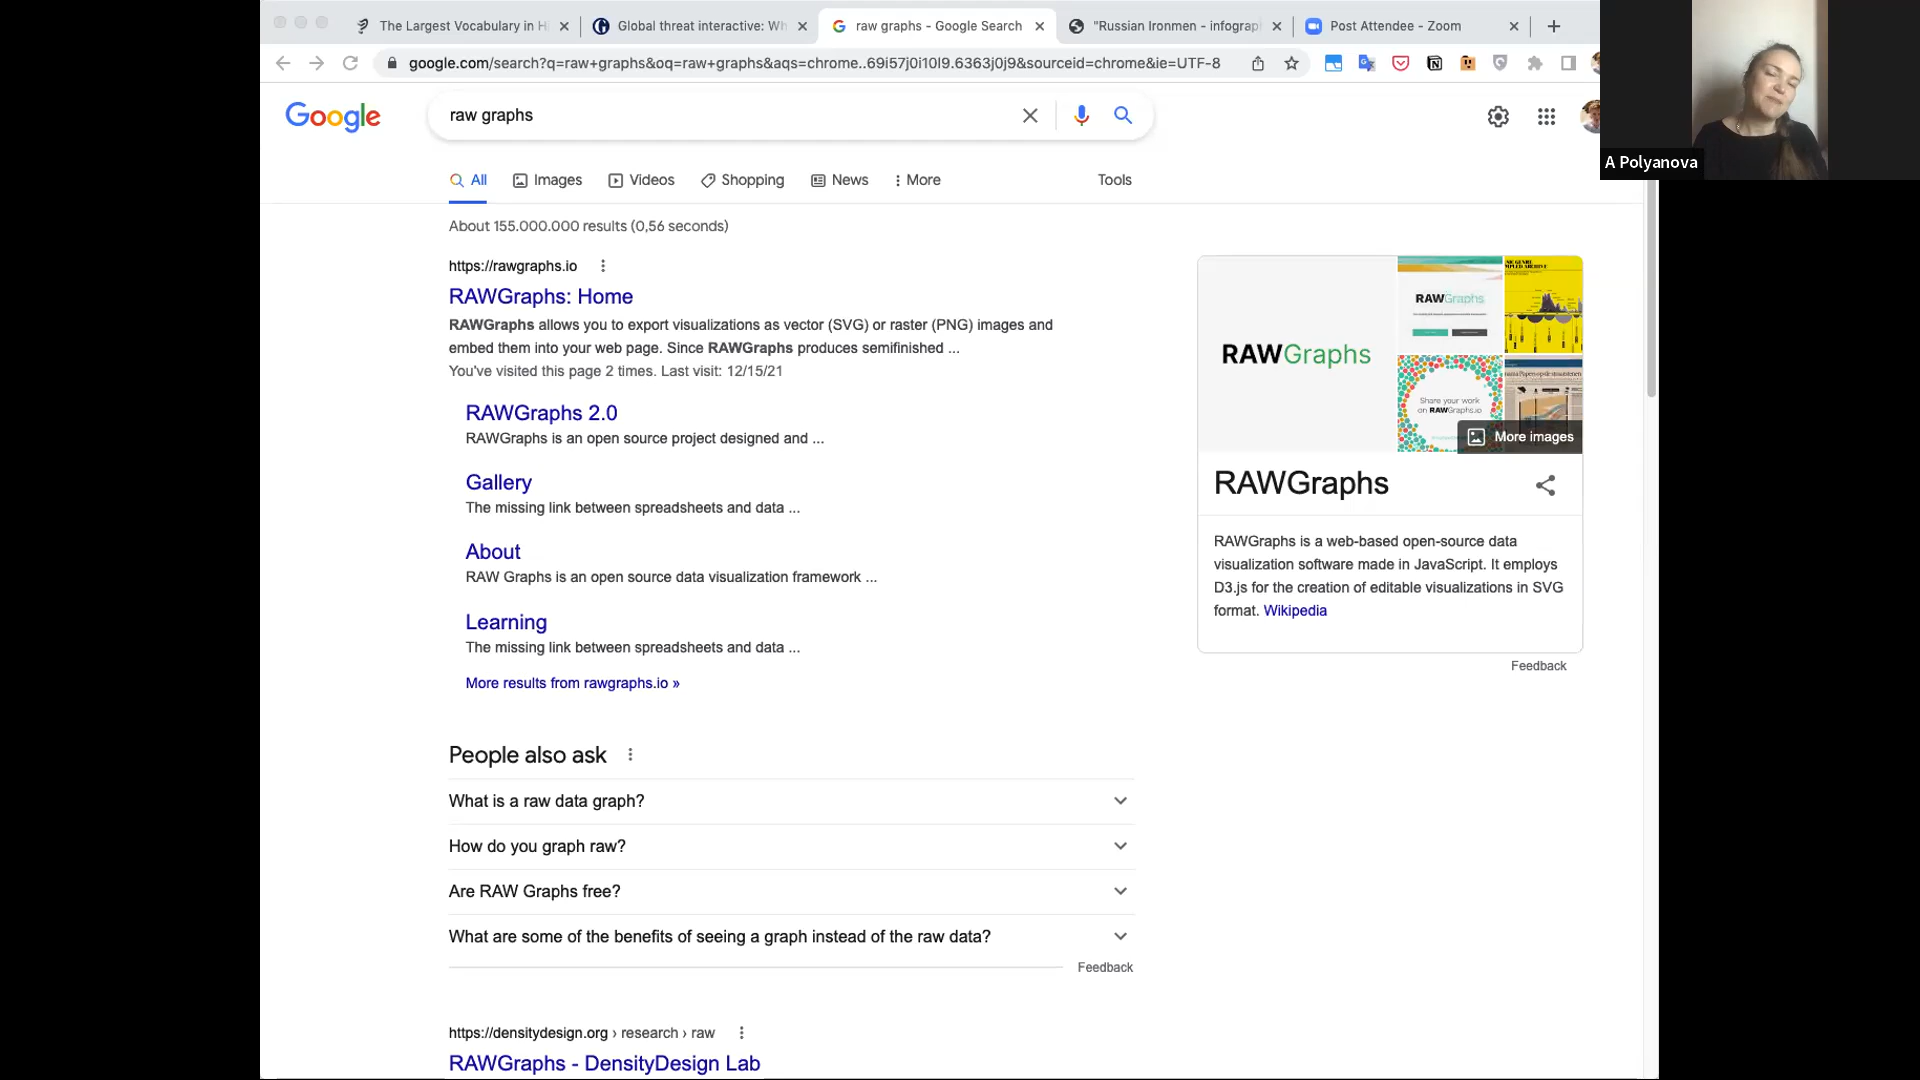 The Largest Vocabulary in Hi
Global threat interactive: Wh
raw graphs - Google Search
"Russian Ironmen - infograp
Post Attendee - Zoom
google.com/search?q=raw+graphs&oq=raw+graphs&aqs=chrome..69i57j0i10l9.6363j0j9&sourceid=chrome&ie=UTF-8
Google
raw graphs
A Polyanova
All
Images
Videos
Shopping
News
More
Tools
About 155.000.000 results (0,56 seconds)
https://rawgraphs.io
RAWGraphs: Home
RAWGraphs allows you to export visualizations as vector (SVG) or raster (PNG) images and
embed them into your web page. Since RAWGraphs produces semifinished ...
You've visited this page 2 times. Last visit: 12/15/21
RAWGraphs 2.0
RAWGraphs is an open source project designed and ...
Gallery
The missing link between spreadsheets and data ...
About
RAW Graphs is an open source data visualization framework ...
Learning
The missing link between spreadsheets and data ...
More results from rawgraphs.io »
People also ask
What is a raw data graph?
How do you graph raw?
Are RAW Graphs free?
What are some of the benefits of seeing a graph instead of the raw data?
Feedback
https://densitydesign.org › research › raw
RAWGraphs - DensityDesign Lab
RAWGraphs
RAWGraphs
Share your work
on RAWGraphs.io
More images
RAWGraphs
RAWGraphs is a web-based open-source data
visualization software made in JavaScript. It employs
D3.js for the creation of editable visualizations in SVG
format. Wikipedia
Feedback